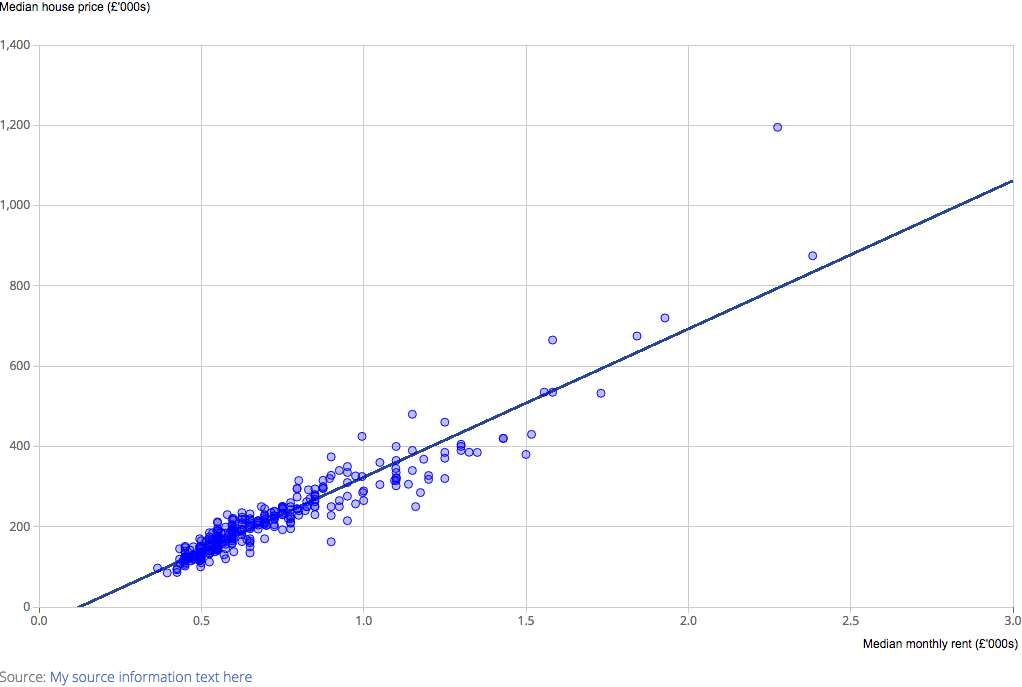 Median house price (£'000s)
1,400
1,200
1,000
800
600
400
200
0
0.0 0.5 1.0 1.5 2.0 2.5 3.0
Median monthly rent (£'000s)
Source: My source information text here